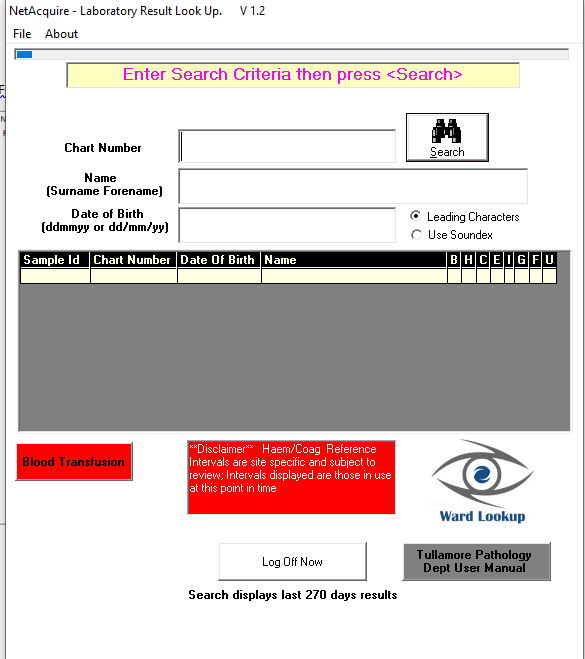 NetAcquire - Laboratory Result Look Up. V 1.2
File About
Enter Search Criteria then press <Search>
Chart Number
Search
Name
(Surname Forename)
Date of Birth
(ddmmyy or dd/mm/yy)
Leading Characters
Use Soundex
Sample Id Chart Number Date Of Birth Name B H C E I G F U
Blood Transfusion
**Disclaimer** Haem/Coag Reference
Intervals are site specific and subject to
review; Intervals displayed are those in use
at this point in time
Ward Lookup
Log Off Now
Tullamore Pathology
Dept User Manual
Search displays last 270 days results